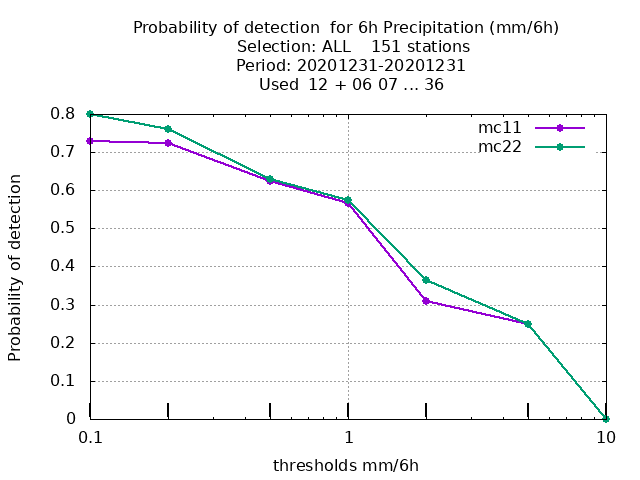 Probability of detection  for 6h Precipitation (mm/6h)
Selection: ALL    151 stations
Period: 20201231-20201231
Used  12 + 06 07 ... 36
mc11
mc22
0.8
0.7
0.6
0.5
0.4
0.3
0.2
0.1
0
Probability of detection
0.1
1
10
thresholds mm/6h